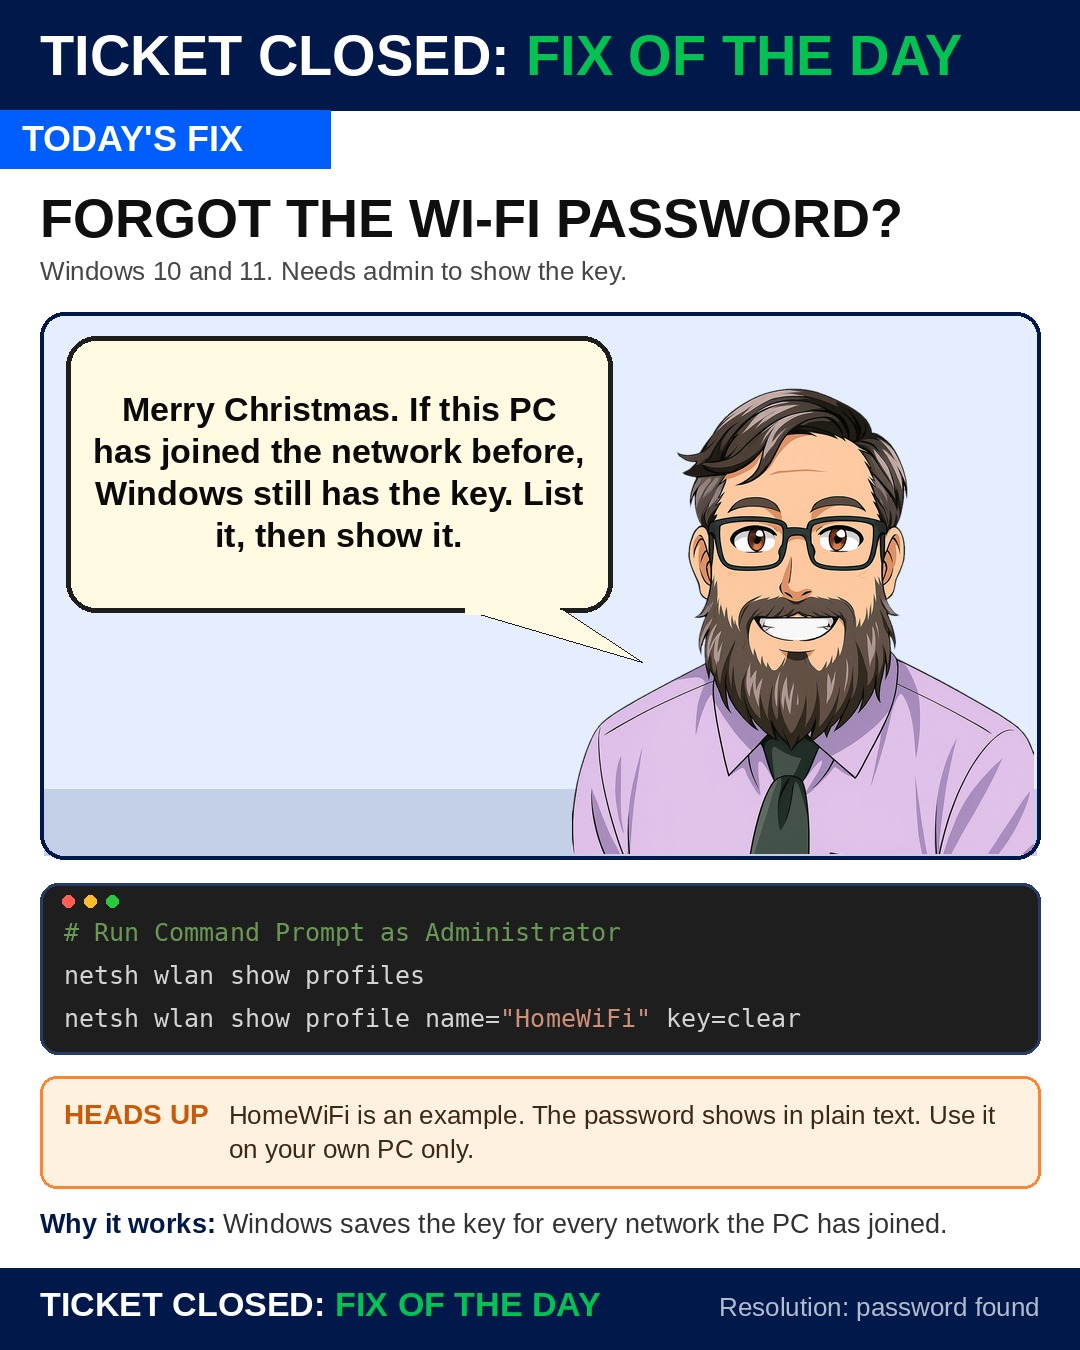 TICKET CLOSED: FIX OF THE DAY
TODAY'S FIX
FORGOT THE WI-FI PASSWORD?
Windows 10 and 11. Needs admin to show the key.
Merry Christmas. If this PC
has joined the network before,
Windows still has the key. List
it, then show it.
# Run Command Prompt as Administrator
netsh wlan show profiles
netsh wlan show profile name="HomeWiFi" key=clear
HEADS UP HomeWiFi is an example. The password shows in plain text. Use it
on your own PC only.
Why it works: Windows saves the key for every network the PC has joined.
TICKET CLOSED: FIX OF THE DAY Resolution: password found